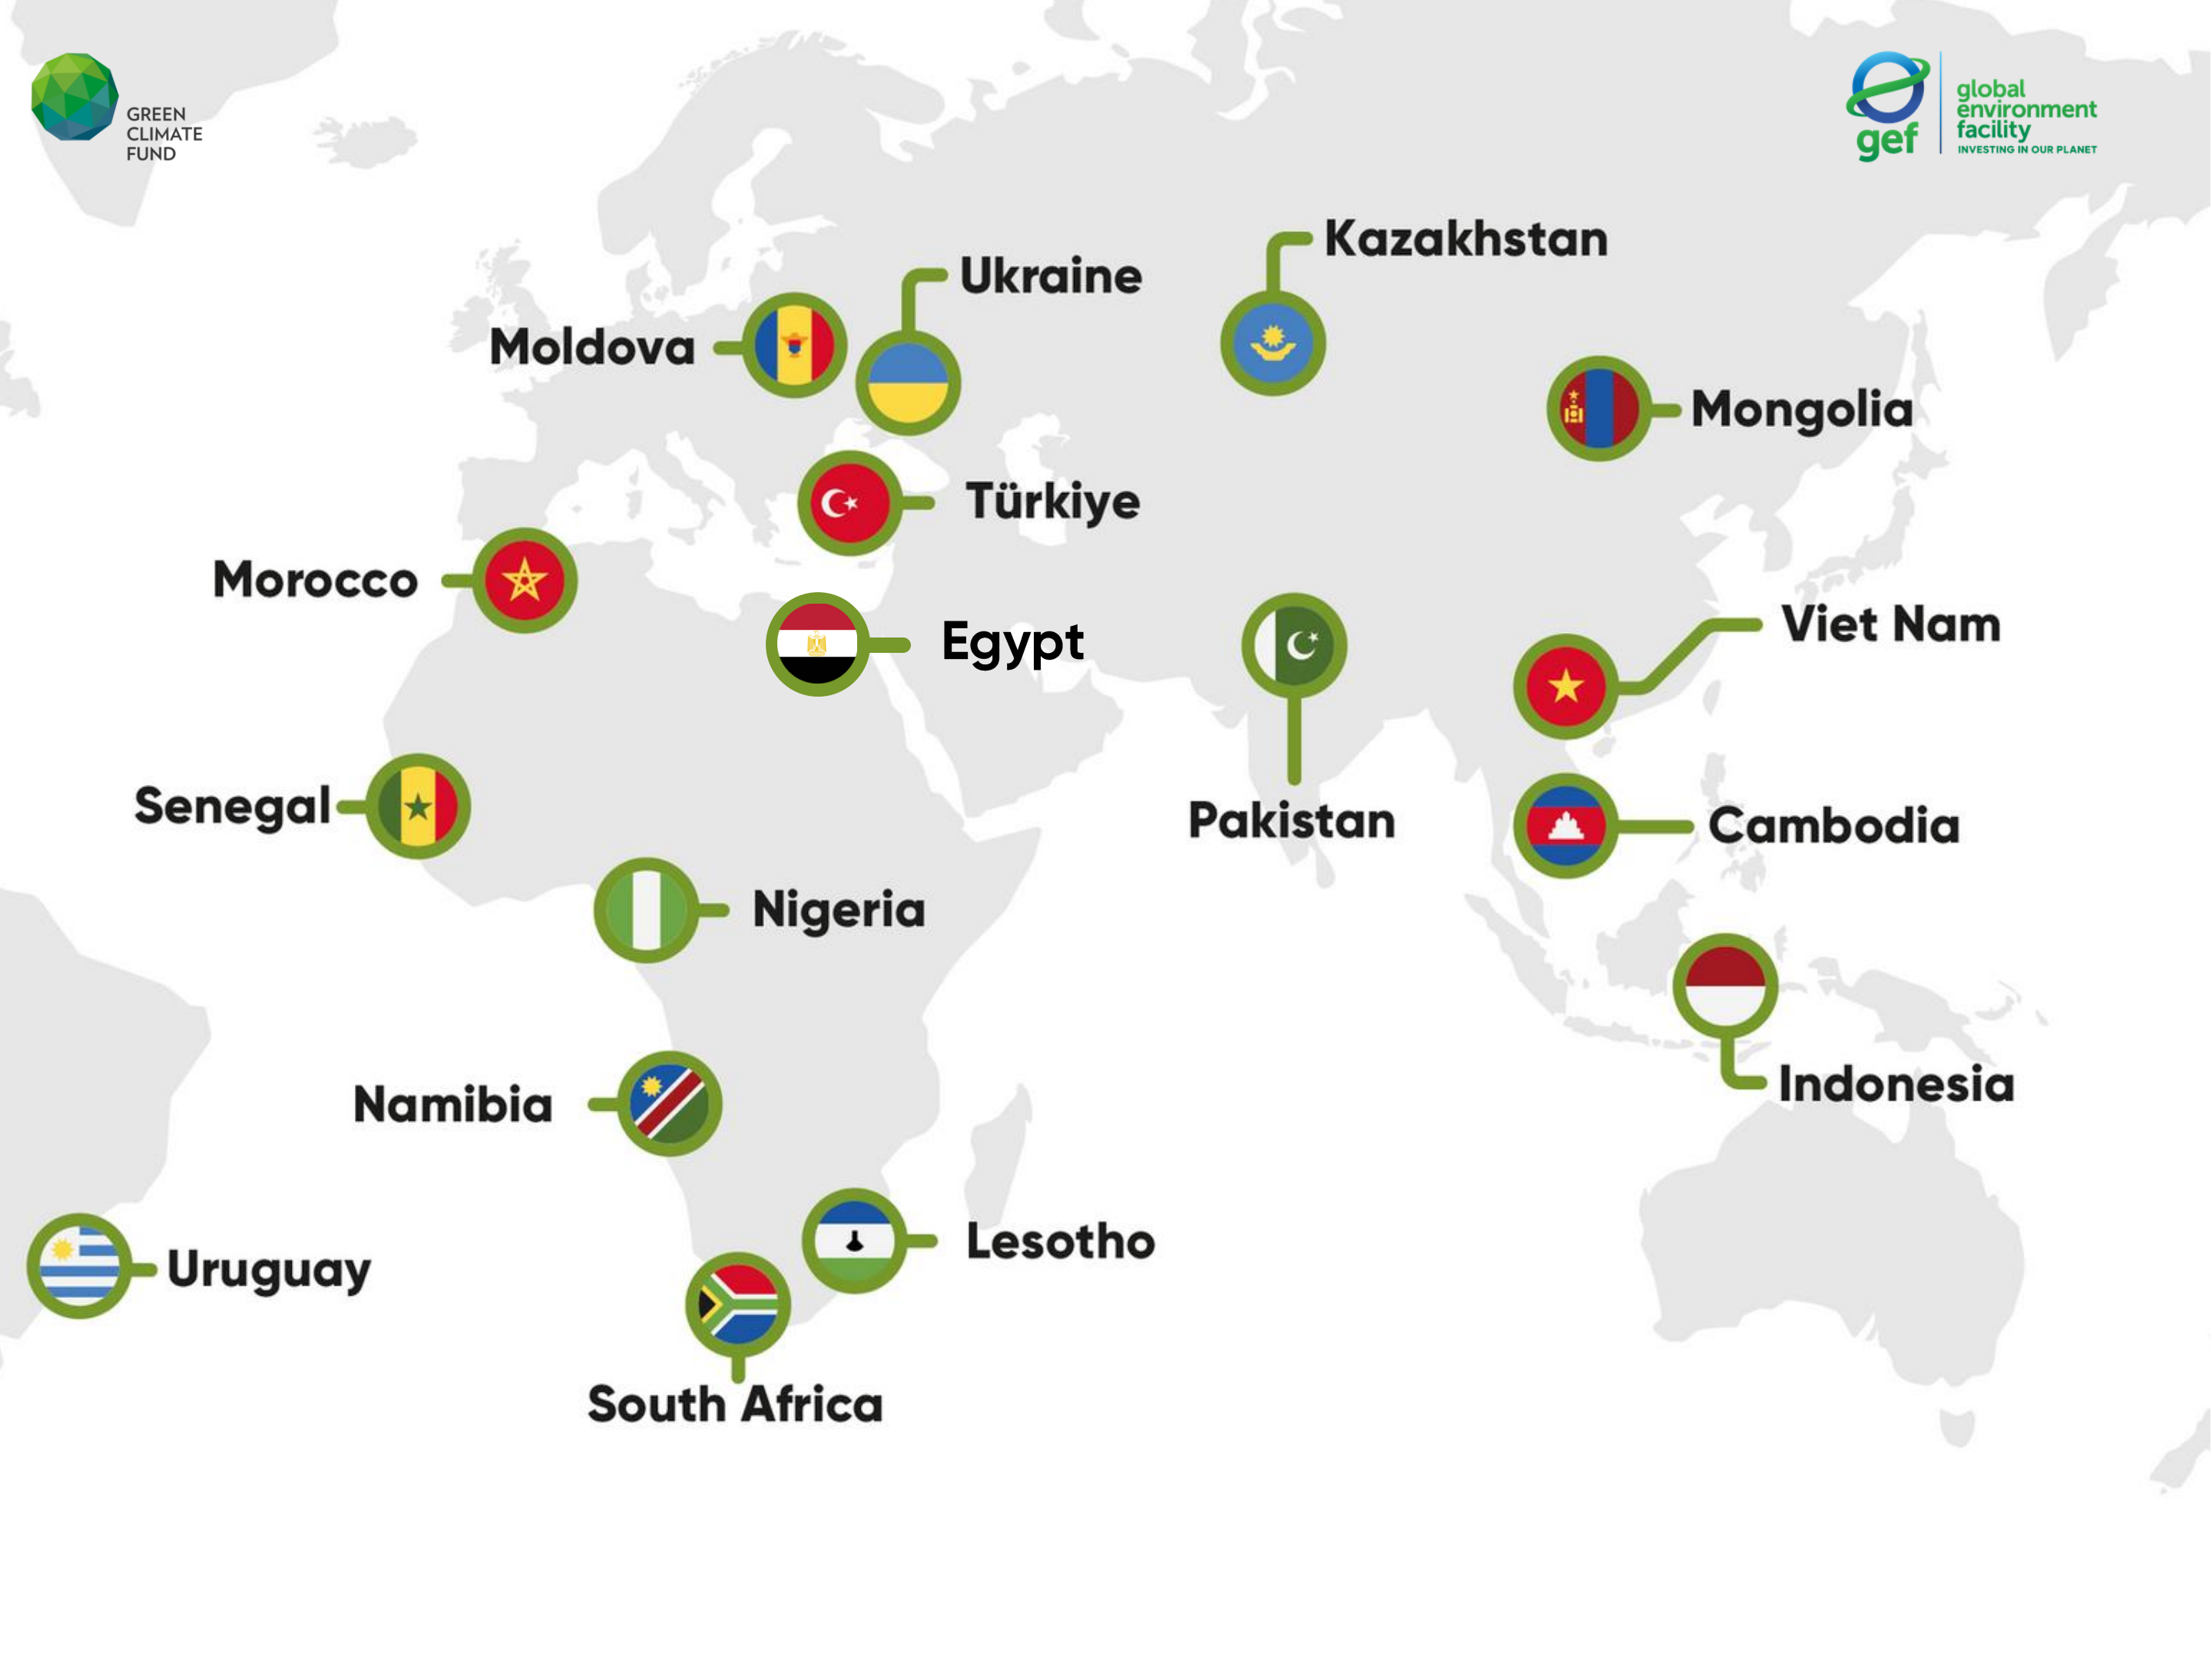 GREEN
CLIMATE
FUND
gef
global
environment
facility
INVESTING IN OUR PLANET
Kazakhstan
Ukraine
Moldova
Mongolia
Türkiye
Morocco
Egypt
Viet Nam
Senegal
Pakistan
Cambodia
Nigeria
Indonesia
Namibia
Lesotho
Uruguay
South Africa